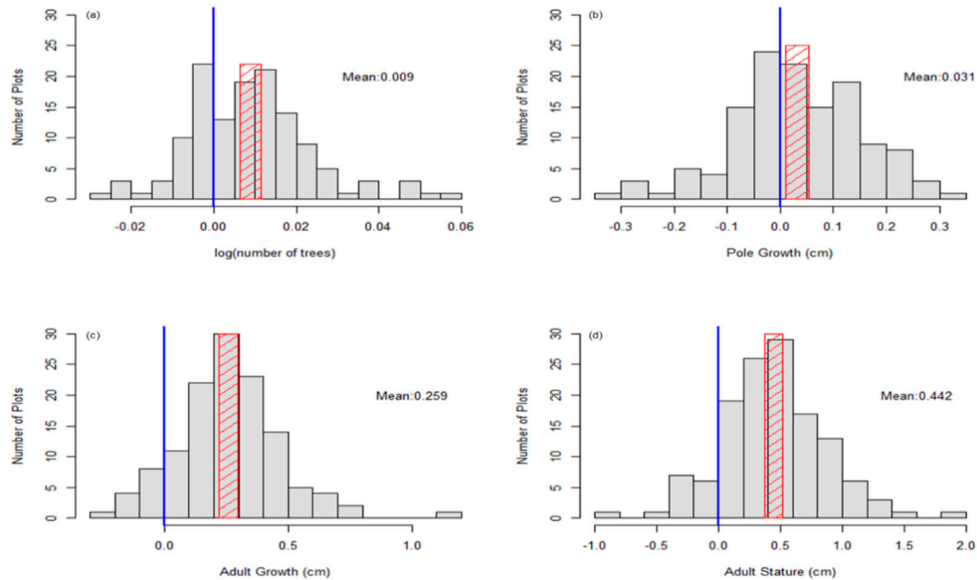 (a)
Number of Plots
30
25
20
15
10
5
0
Mean:0.009
-0.02 0.00 0.02 0.04 0.06
log(number of trees)
(b)
Number of Plots
30
25
20
15
10
5
0
Mean:0.031
-0.3 -0.2 -0.1 0.0 0.1 0.2 0.3
Pole Growth (cm)
(c)
Number of Plots
30
25
20
15
10
5
0
Mean:0.259
0.0 0.5 1.0
Adult Growth (cm)
(d)
Number of Plots
30
25
20
15
10
5
0
Mean:0.442
-1.0 -0.5 0.0 0.5 1.0 1.5 2.0
Adult Stature (cm)